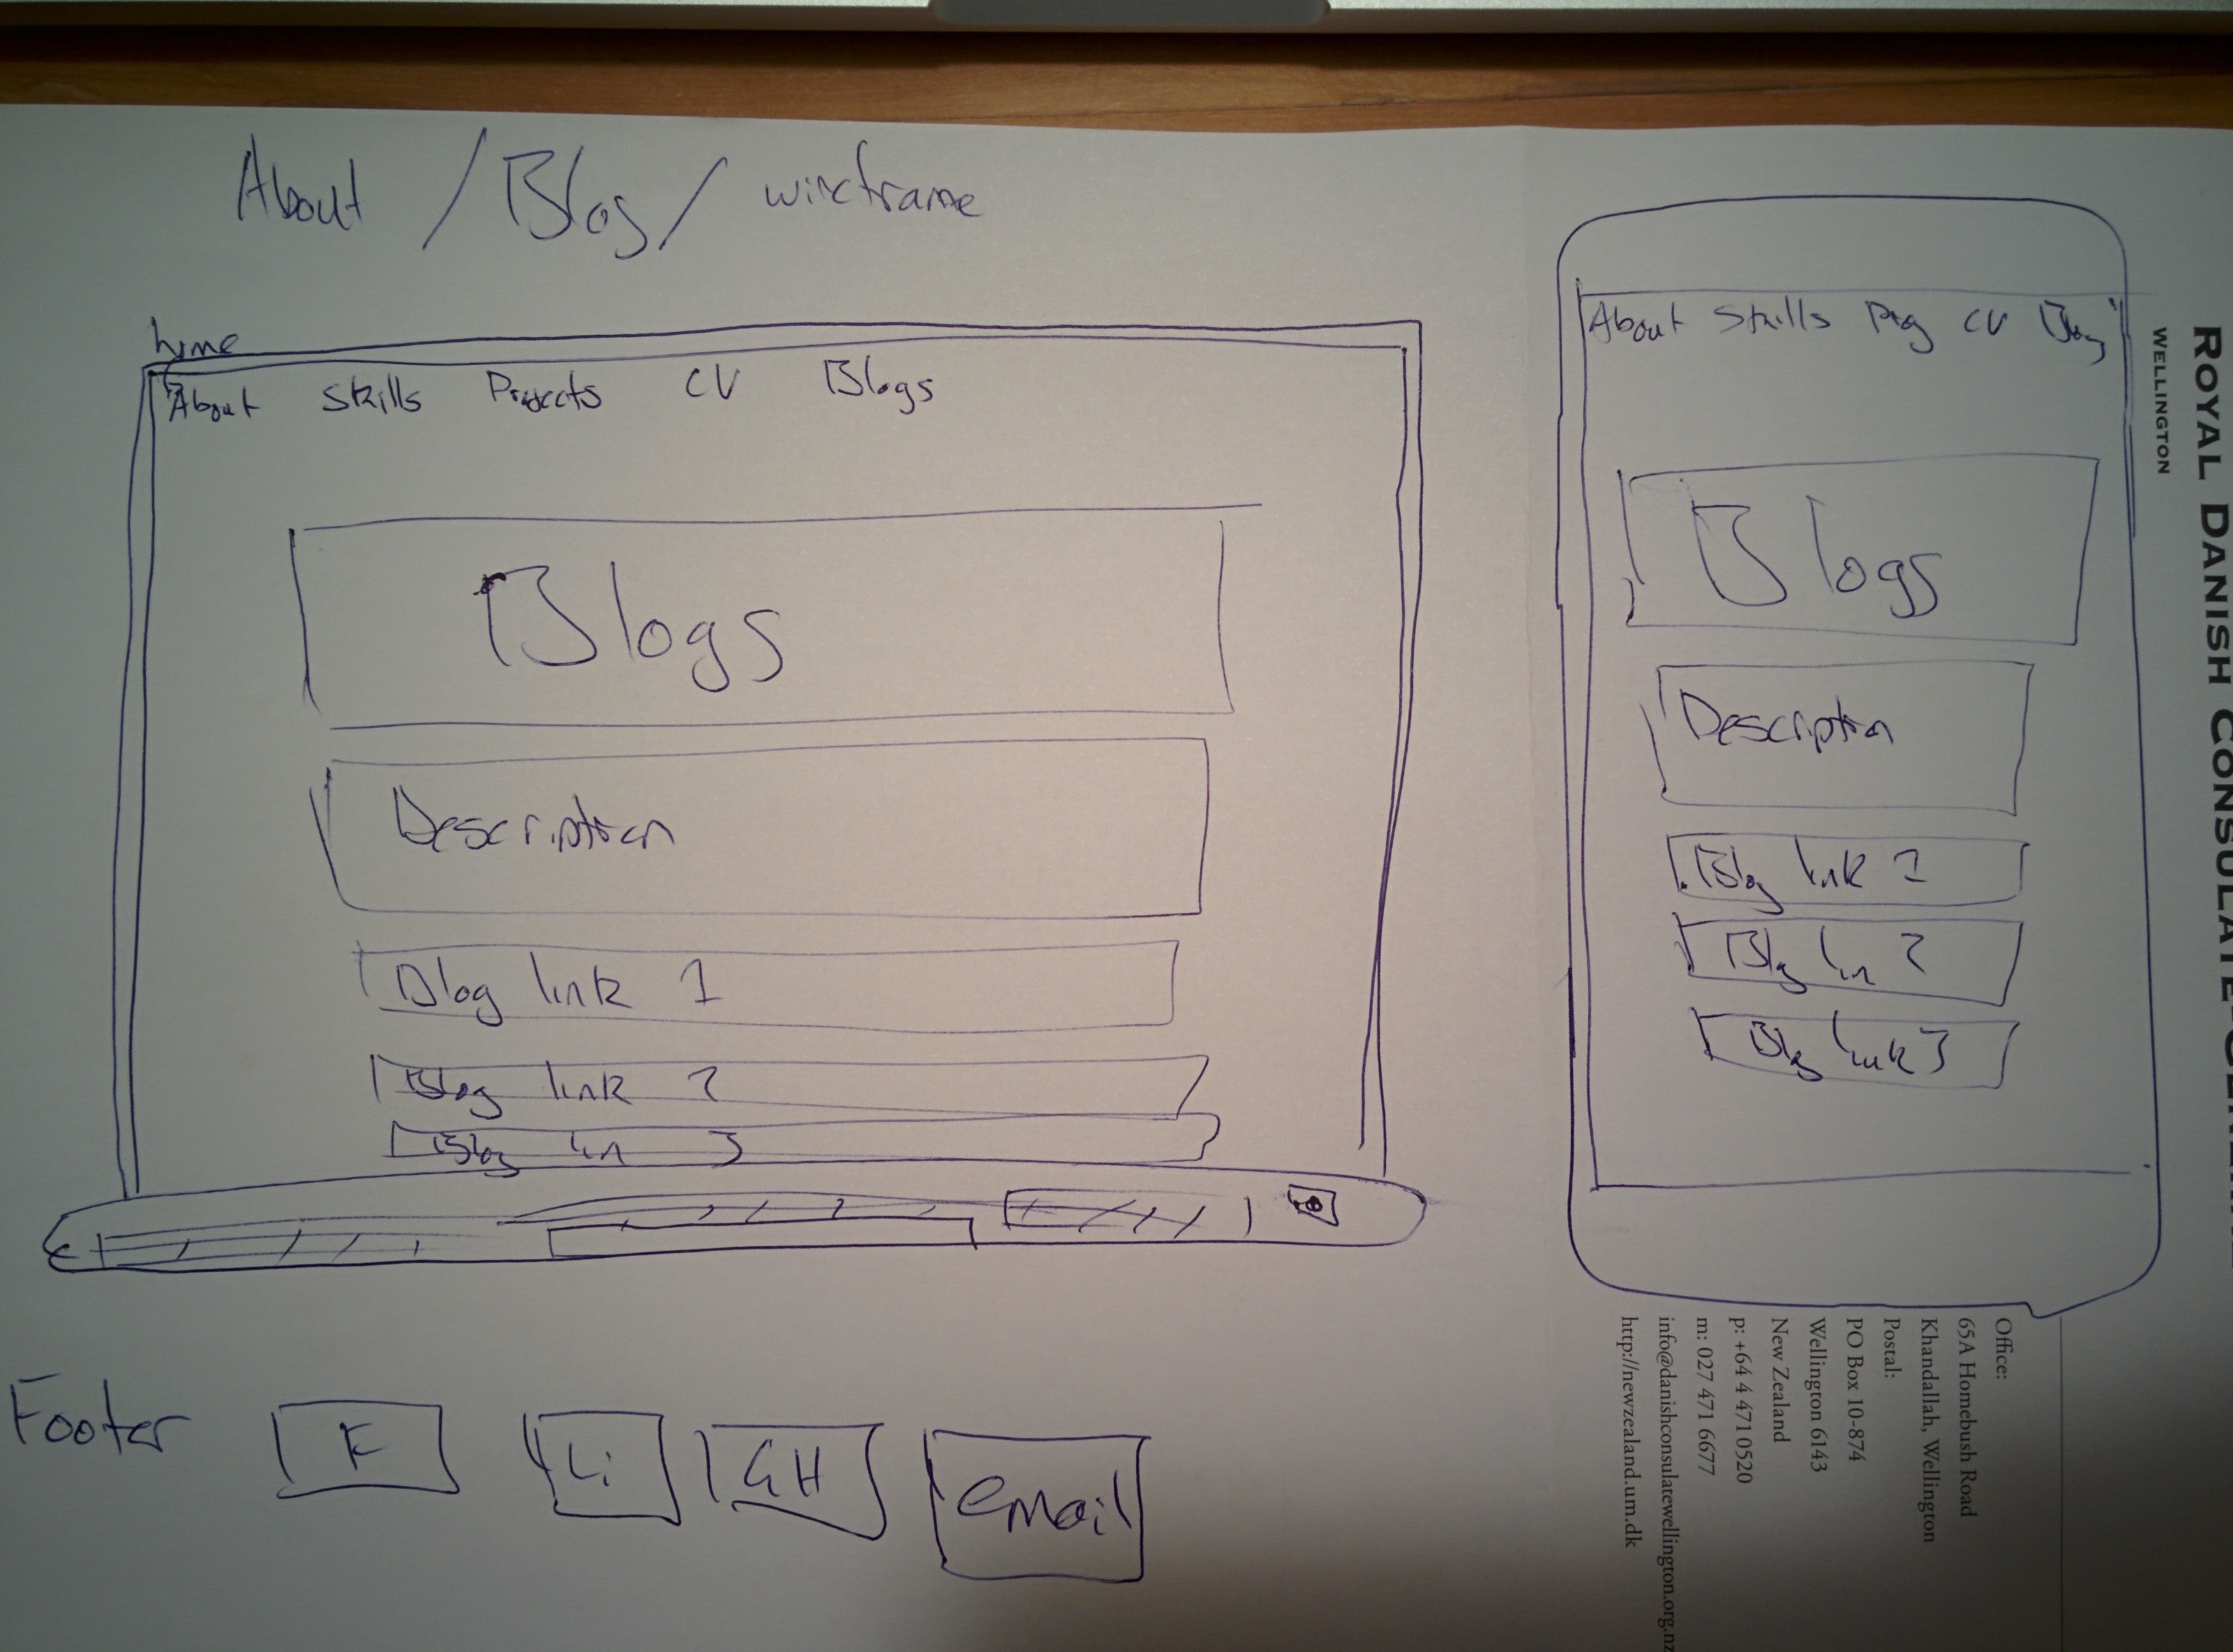 About / Blog / wireframe
home
About Skills Projects CV Blogs
Blogs
Description
Blog link 1
Blog link 2
Blog lin 3
About Skills Proj CV Blog
Blogs
Description
Blog link 1
Blog lin 2
Blog link 3
Footer F Li GH email
ROYAL DANISH CONSULATE
WELLINGTON
Office:
65A Homebush Road
Khandallah, Wellington
Postal:
PO Box 10-874
Wellington 6143
New Zealand
p: +64 4 471 0520
m: 027 471 6677
info@danishconsulatewellington.org.nz
http://newzealand.um.dk